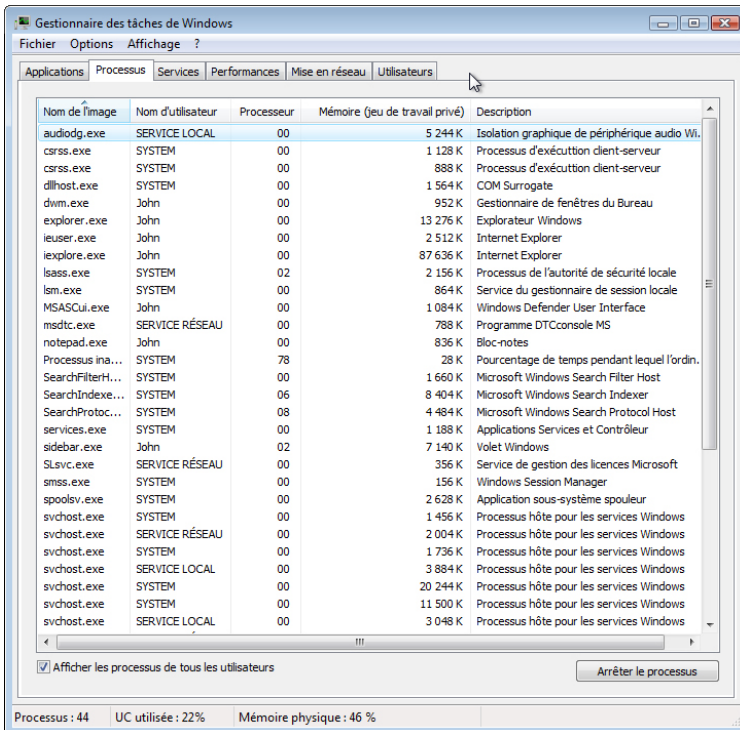 Gestionnaire des tâches de Windows
Fichier Options Affichage ?
Applications Processus Services Performances Mise en réseau Utilisateurs
Nom de l'image Nom d'utilisateur Processeur Mémoire (jeu de travail privé) Description
audiodg.exe SERVICE LOCAL 00 5 244 K Isolation graphique de périphérique audio Wi...
csrss.exe SYSTEM 00 1 128 K Processus d'exécuttion client-serveur
csrss.exe SYSTEM 00 888 K Processus d'exécuttion client-serveur
dllhost.exe SYSTEM 00 1 564 K COM Surrogate
dwm.exe John 00 952 K Gestionnaire de fenêtres du Bureau
explorer.exe John 00 13 276 K Explorateur Windows
ieuser.exe John 00 2 512 K Internet Explorer
iexplore.exe John 00 87 636 K Internet Explorer
lsass.exe SYSTEM 02 2 156 K Processus de l'autorité de sécurité locale
lsm.exe SYSTEM 00 864 K Service du gestionnaire de session locale
MSASCui.exe John 00 1 084 K Windows Defender User Interface
msdtc.exe SERVICE RÉSEAU 00 788 K Programme DTCconsole MS
notepad.exe John 00 836 K Bloc-notes
Processus ina... SYSTEM 78 28 K Pourcentage de temps pendant lequel l'ordin.
SearchFilterH... SYSTEM 00 1 660 K Microsoft Windows Search Filter Host
SearchIndexe... SYSTEM 06 8 404 K Microsoft Windows Search Indexer
SearchProtoc... SYSTEM 08 4 484 K Microsoft Windows Search Protocol Host
services.exe SYSTEM 00 1 188 K Applications Services et Contrôleur
sidebar.exe John 02 7 140 K Volet Windows
SLsvc.exe SERVICE RÉSEAU 00 356 K Service de gestion des licences Microsoft
smss.exe SYSTEM 00 156 K Windows Session Manager
spoolsv.exe SYSTEM 00 2 628 K Application sous-système spouleur
svchost.exe SYSTEM 00 1 456 K Processus hôte pour les services Windows
svchost.exe SERVICE RÉSEAU 00 2 004 K Processus hôte pour les services Windows
svchost.exe SYSTEM 00 1 736 K Processus hôte pour les services Windows
svchost.exe SERVICE LOCAL 00 3 884 K Processus hôte pour les services Windows
svchost.exe SYSTEM 00 20 244 K Processus hôte pour les services Windows
svchost.exe SYSTEM 00 11 500 K Processus hôte pour les services Windows
svchost.exe SERVICE LOCAL 00 3 048 K Processus hôte pour les services Windows
Afficher les processus de tous les utilisateurs
Arrêter le processus
Processus : 44 UC utilisée : 22% Mémoire physique : 46 %